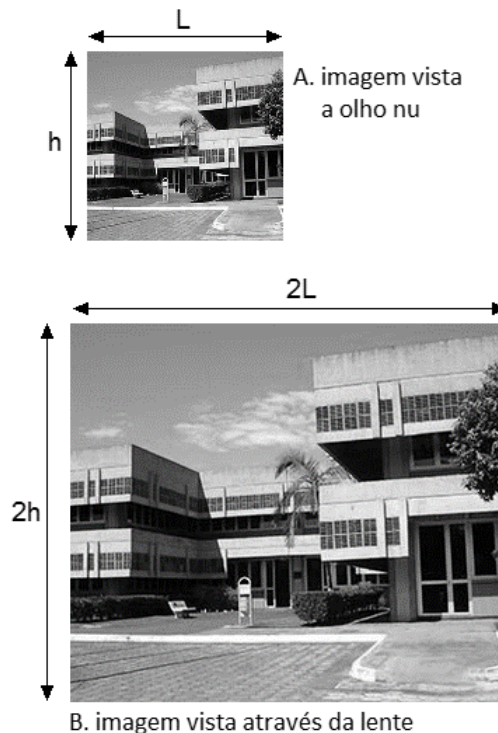 L
A. imagem vista
a olho nu
h
2L
2h
B. imagem vista através da lente